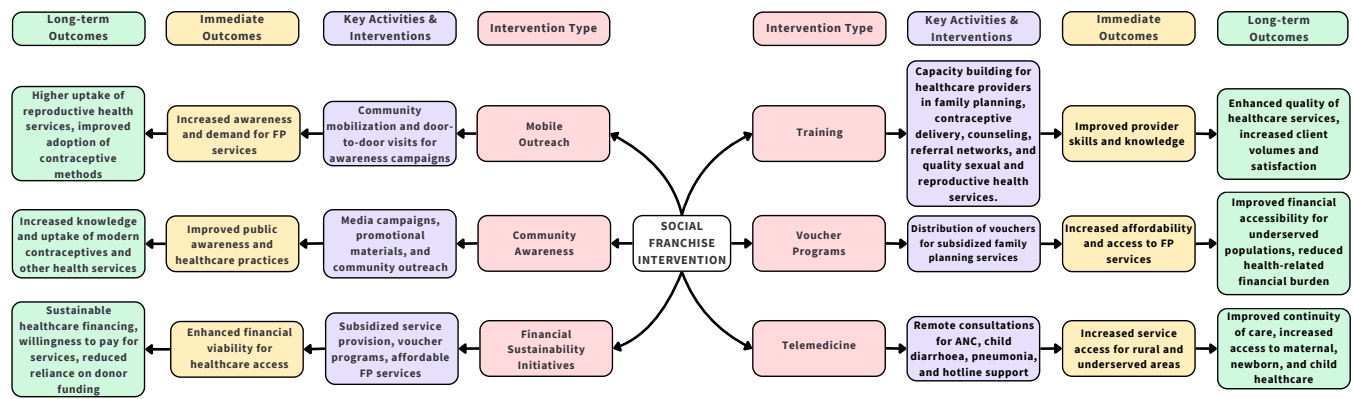 Long-term
Outcomes
Immediate
Outcomes
Key Activities &
Interventions
Intervention Type
Intervention Type
Key Activities &
Interventions
Immediate
Outcomes
Long-term
Outcomes
Higher uptake of
reproductive health
services, improved
adoption of
contraceptive
methods
Increased awareness
and demand for FP
services
Community
mobilization and door-
to-door visits for
awareness campaigns
Mobile
Outreach
Training
Capacity building for
healthcare providers
in family planning,
contraceptive
delivery, counseling,
referral networks, and
quality sexual and
reproductive health
services.
Improved provider
skills and knowledge
Enhanced quality of
healthcare services,
increased client
volumes and
satisfaction
Increased knowledge
and uptake of modern
contraceptives and
other health services
Improved public
awareness and
healthcare practices
Media campaigns,
promotional
materials, and
community outreach
Community
Awareness
SOCIAL
FRANCHISE
INTERVENTION
Voucher
Programs
Distribution of vouchers
for subsidized family
planning services
Increased affordability
and access to FP
services
Improved financial
accessibility for
underserved
populations, reduced
health-related
financial burden
Sustainable
healthcare financing,
willingness to pay for
services, reduced
reliance on donor
funding
Enhanced financial
viability for
healthcare access
Subsidized service
provision, voucher
programs, affordable
FP services
Financial
Sustainability
Initiatives
Telemedicine
Remote consultations
for ANC, child
diarrhoea, pneumonia,
and hotline support
Increased service
access for rural and
underserved areas
Improved continuity
of care, increased
access to maternal,
newborn, and child
healthcare